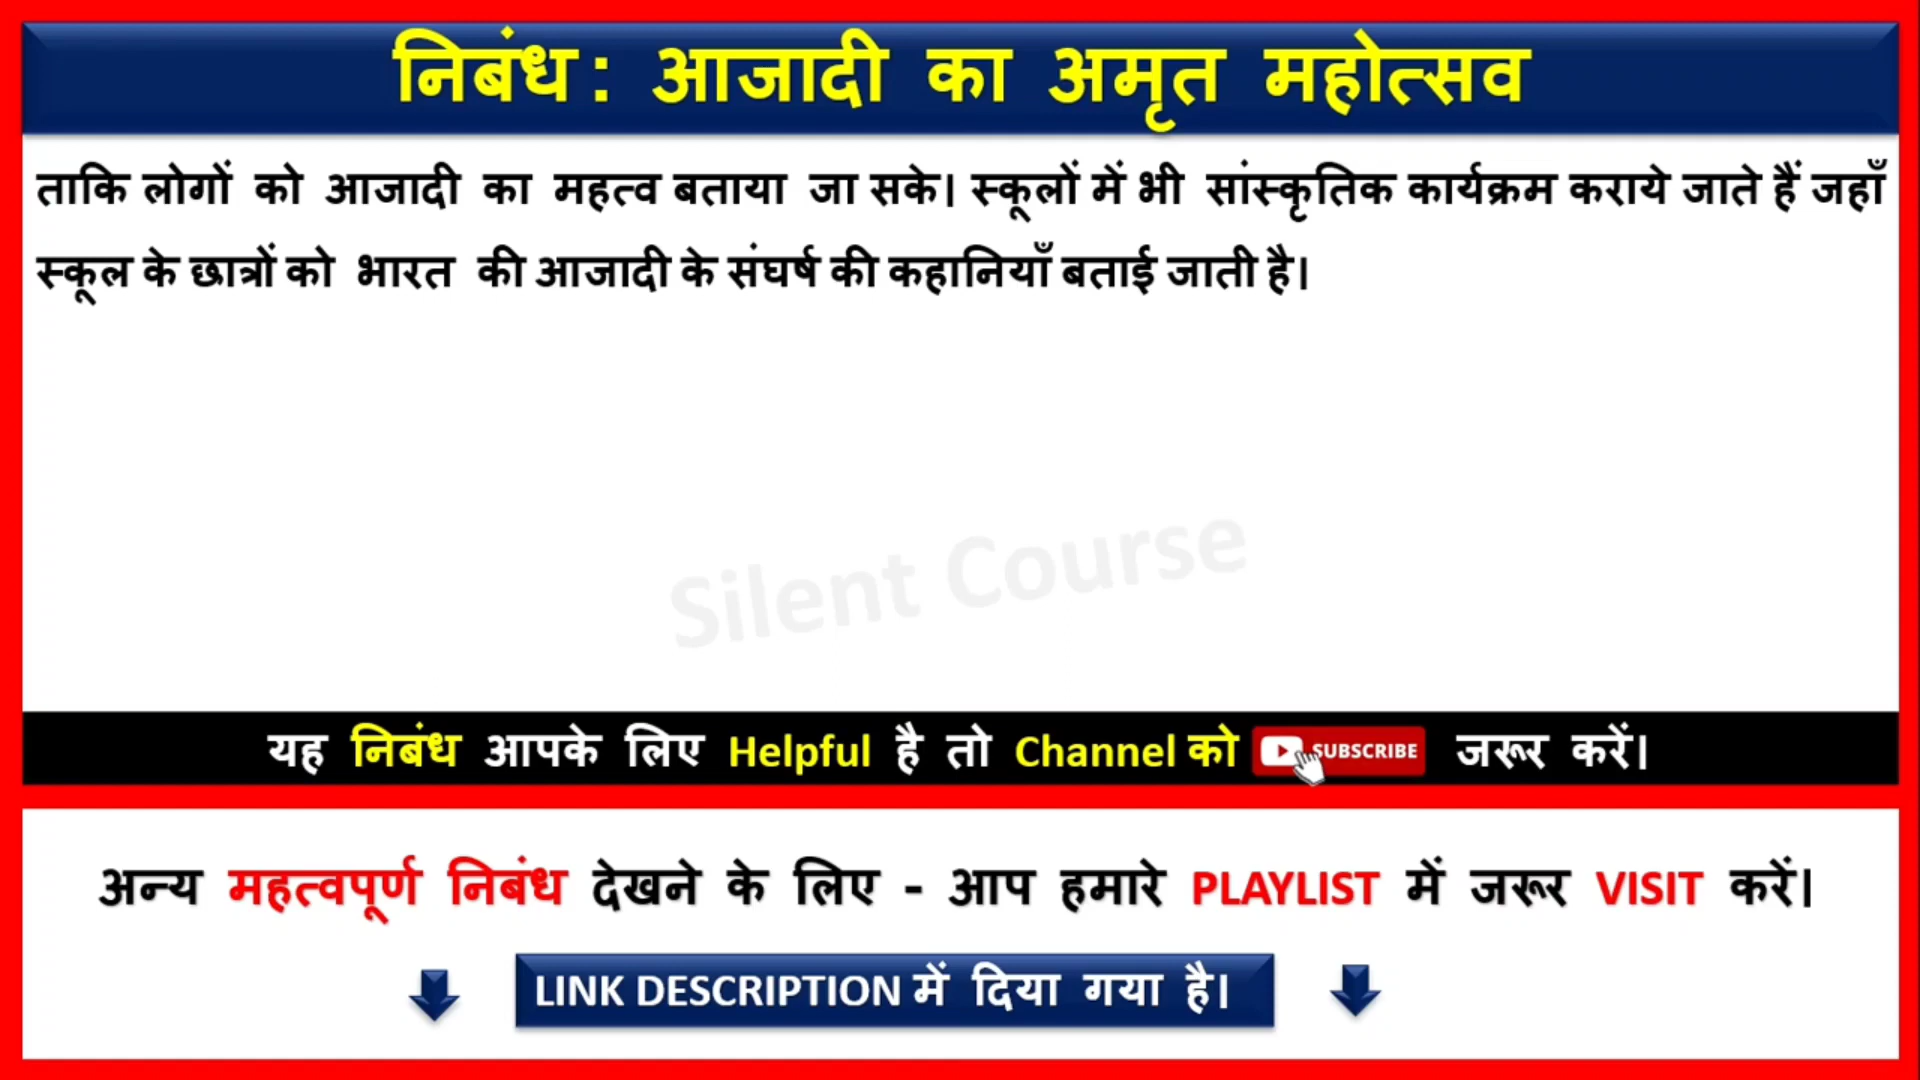 निबंध : आजादी का अमृत महोत्सव
ताकि लोगों को आजादी का महत्व बताया जा सके। स्कूलों में भी सांस्कृतिक कार्यक्रम कराये जाते हैं जहाँ
स्कूल के छात्रों को भारत की आजादी के संघर्ष की कहानियाँ बताई जाती है।
Silent Course
यह निबंध आपके लिए Helpful है तो Channel को SUBSCRIBE जरूर करें।
अन्य महत्वपूर्ण निबंध देखने के लिए - आप हमारे PLAYLIST में जरूर VISIT करें।
LINK DESCRIPTION में दिया गया है।